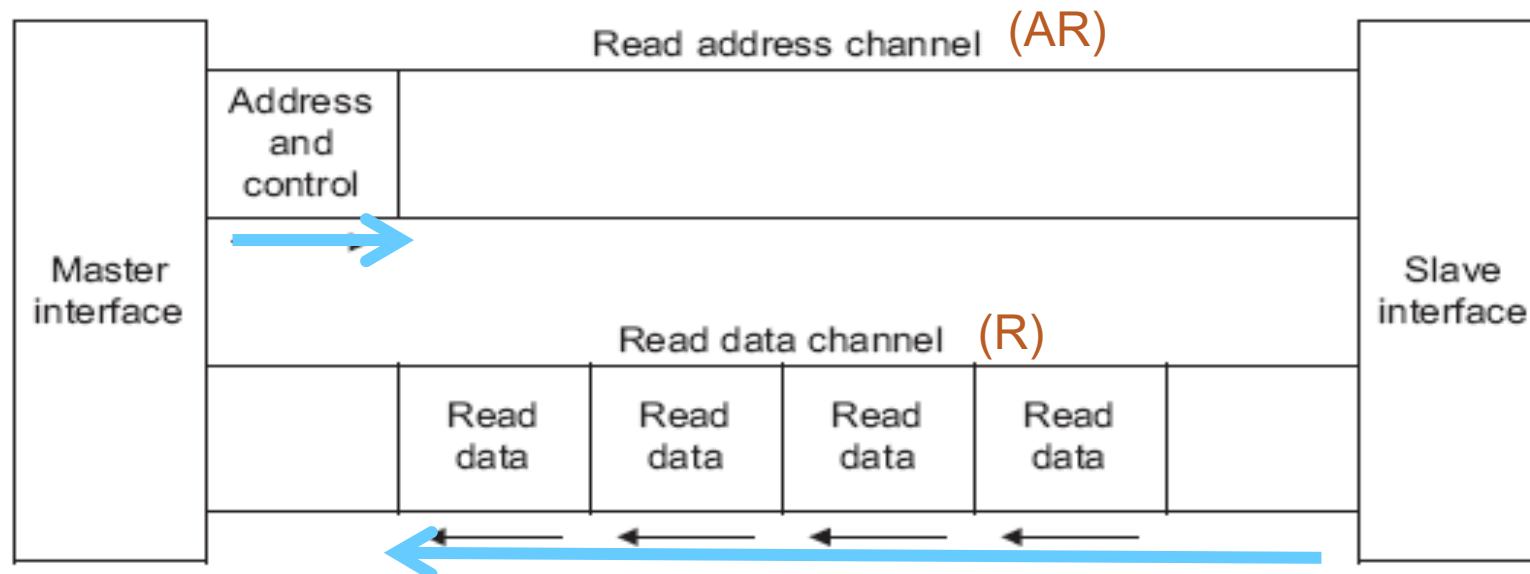 Read address channel (AR)
Address
and
control
Master
interface
Slave
interface
Read data channel (R)
Read
data
Read
data
Read
data
Read
data